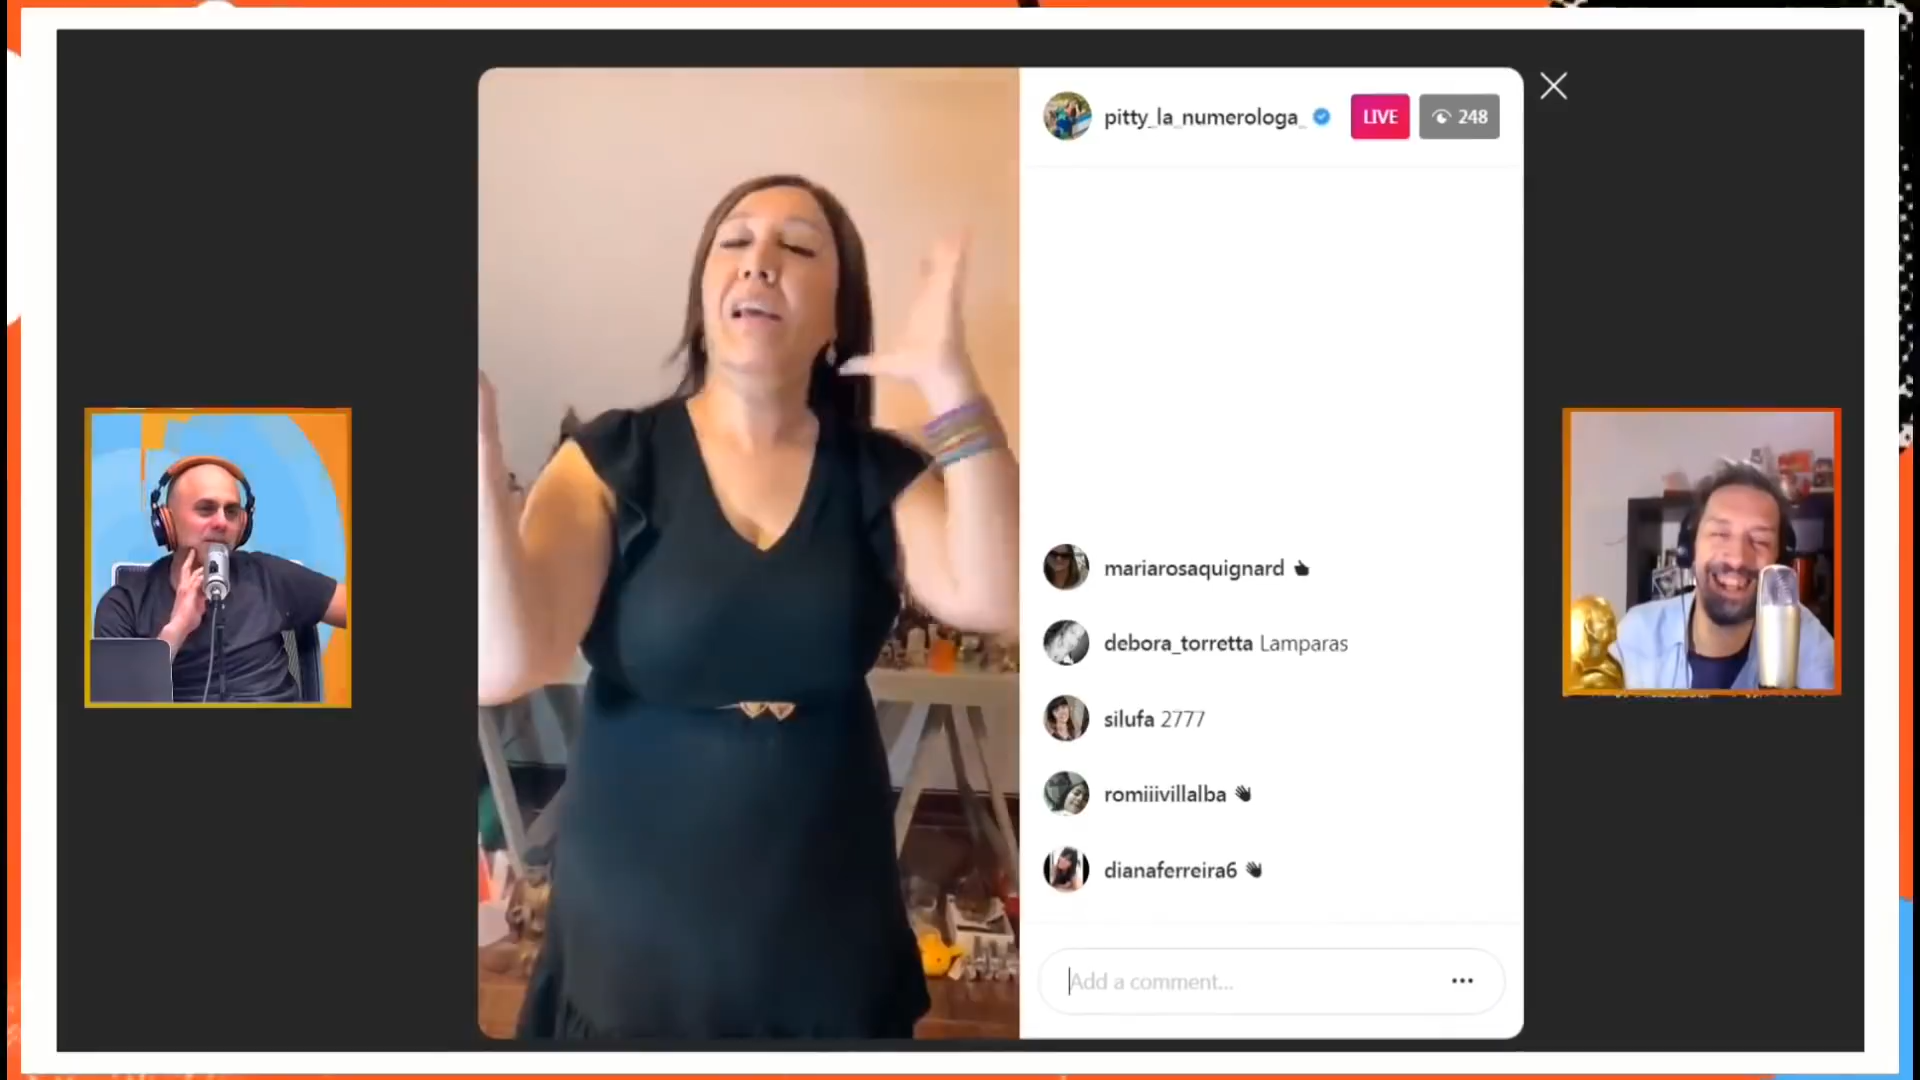 pitty_la_numerologa_ LIVE 248
mariarosaquignard
debora_torretta Lamparas
silufa 2777
romiiivillalba
dianaferreira6
Add a comment...